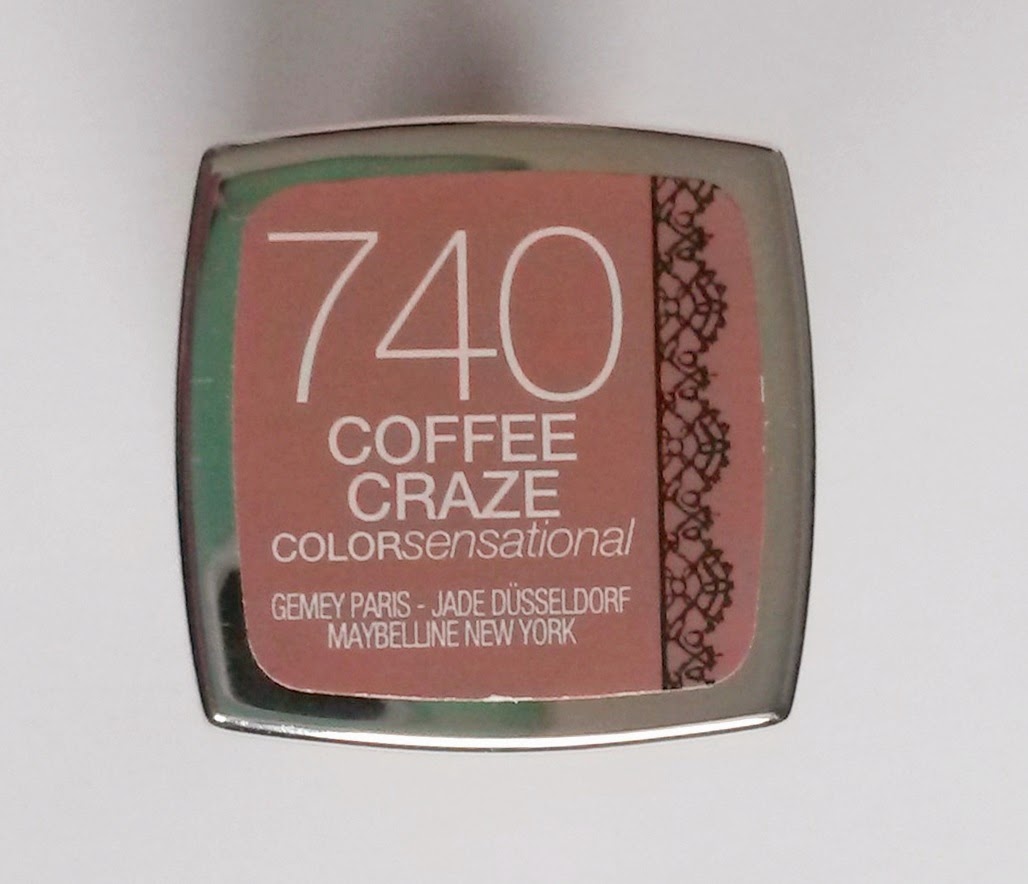 740
COFFEE
CRAZE
COLORsensational
GEMEY PARIS - JADE DÜSSELDORF
MAYBELLINE NEW YORK